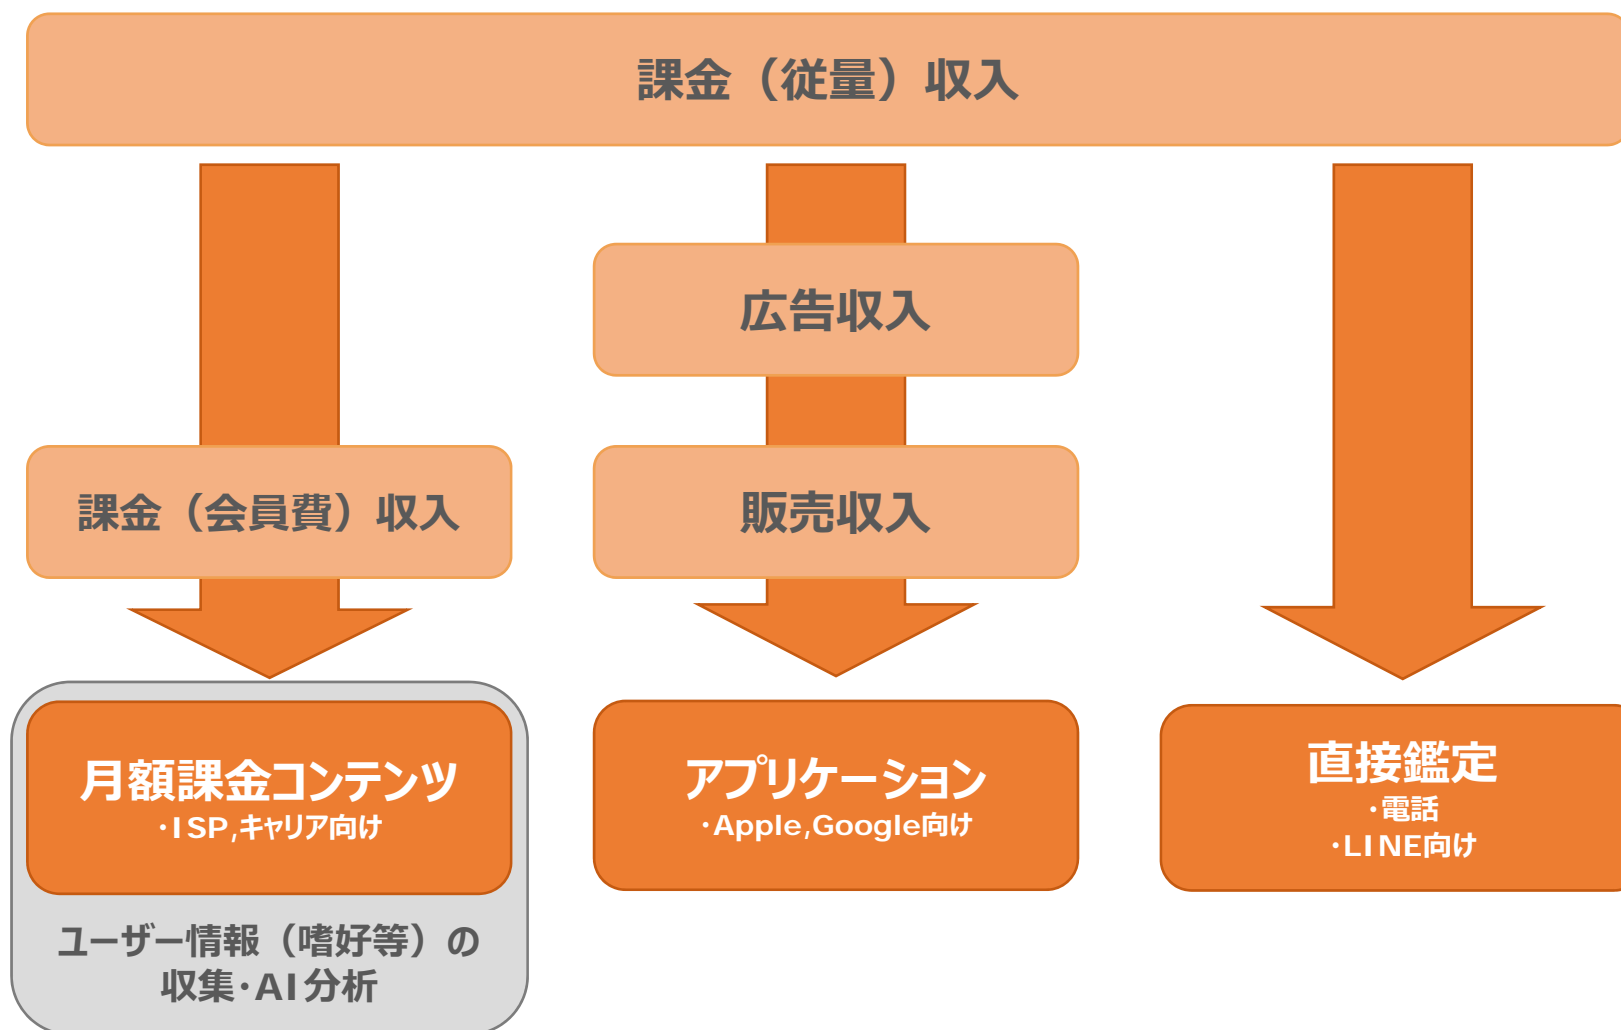 課金（従量）収入
広告収入
課金（会員費）収入
販売収入
月額課金コンテンツ
・ISP,キャリア向け
アプリケーション
・Apple,Google向け
直接鑑定
・電話
・LINE向け
ユーザー情報（嗜好等）の
収集・AI分析